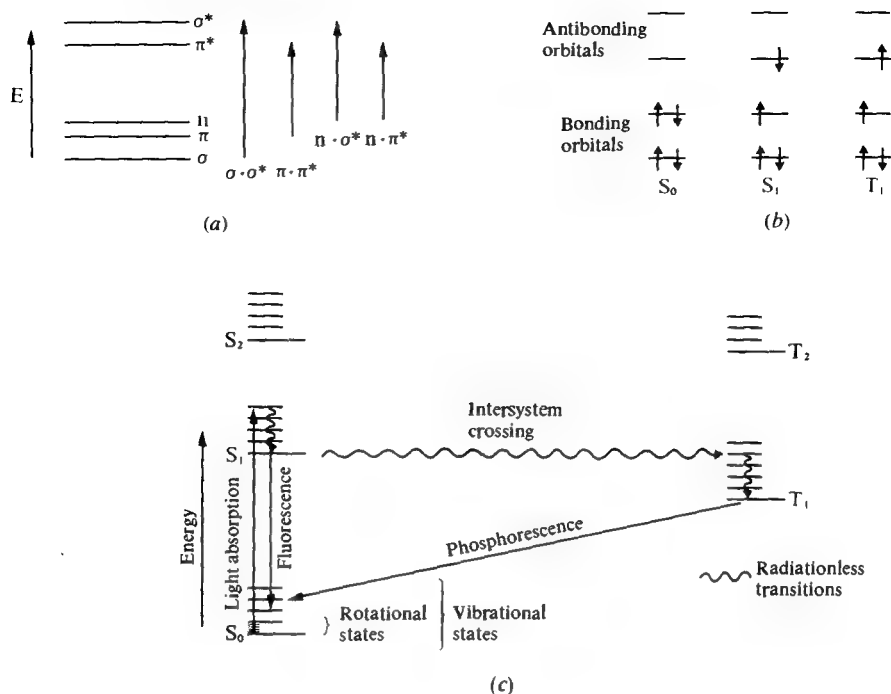 σ*
π*
E
n
π
σ
σ · σ*
π · π*
n · σ*
n · π*
(a)
Antibonding
orbitals
Bonding
orbitals
S₀
S₁
T₁
(b)
S₂
T₂
Intersystem
crossing
S₁
T₁
Energy
Light absorption
Fluorescence
Phosphorescence
Radiationless
transitions
S₀
Rotational
states
Vibrational
states
(c)